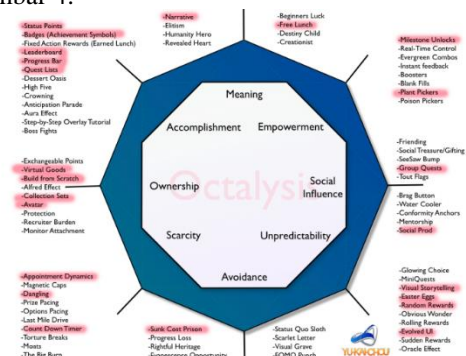 -Status Points
-Badges (Achievement Symbols)
-Fixed Action Rewards (Earned Lunch)
-Leaderboard
-Progress Bar
-Quest Lists
-Dessert Oasis
-High Five
-Crowning
-Anticipation Parade
-Aura Effect
-Step-by-Step Overlay Tutorial
-Boss Fights
-Narrative
-Elitism
-Humanity Hero
-Revealed Heart
-Beginners Luck
-Free Lunch
-Destiny Child
-Creationist
-Milestone Unlocks
-Real-Time Control
-Evergreen Combos
-Instant feedback
-Boosters
-Blank Fills
-Plant Pickers
-Poison Pickers
Meaning
Accomplishment
Empowerment
Ownership
Octalysis
Social
Influence
Scarcity
Unpredictability
Avoidance
-Exchangeable Points
-Virtual Goods
-Build from Scratch
-Alfred Effect
-Collection Sets
-Avatar
-Protection
-Recruiter Burden
-Monitor Attachment
-Friending
-Social Treasure/Gifting
-SeeSaw Bump
-Group Quests
-Tout Flags
-Brag Button
-Water Cooler
-Conformity Anchors
-Mentorship
-Social Prod
-Appointment Dynamics
-Magnetic Caps
-Dangling
-Prize Pacing
-Options Pacing
-Last Mile Drive
-Count Down Timer
-Torture Breaks
-Moats
-The Big Burn
-Sunk Cost Prison
-Progress Loss
-Rightful Heritage
-Evanescence Opportunity
-Status Quo Sloth
-Scarlet Letter
-Visual Grave
-FOMO Punch
YUKAICHOU
-Glowing Choice
-MiniQuests
-Visual Storytelling
-Easter Eggs
-Random Rewards
-Obvious Wonder
-Rolling Rewards
-Evolved UI
-Sudden Rewards
-Oracle Effect